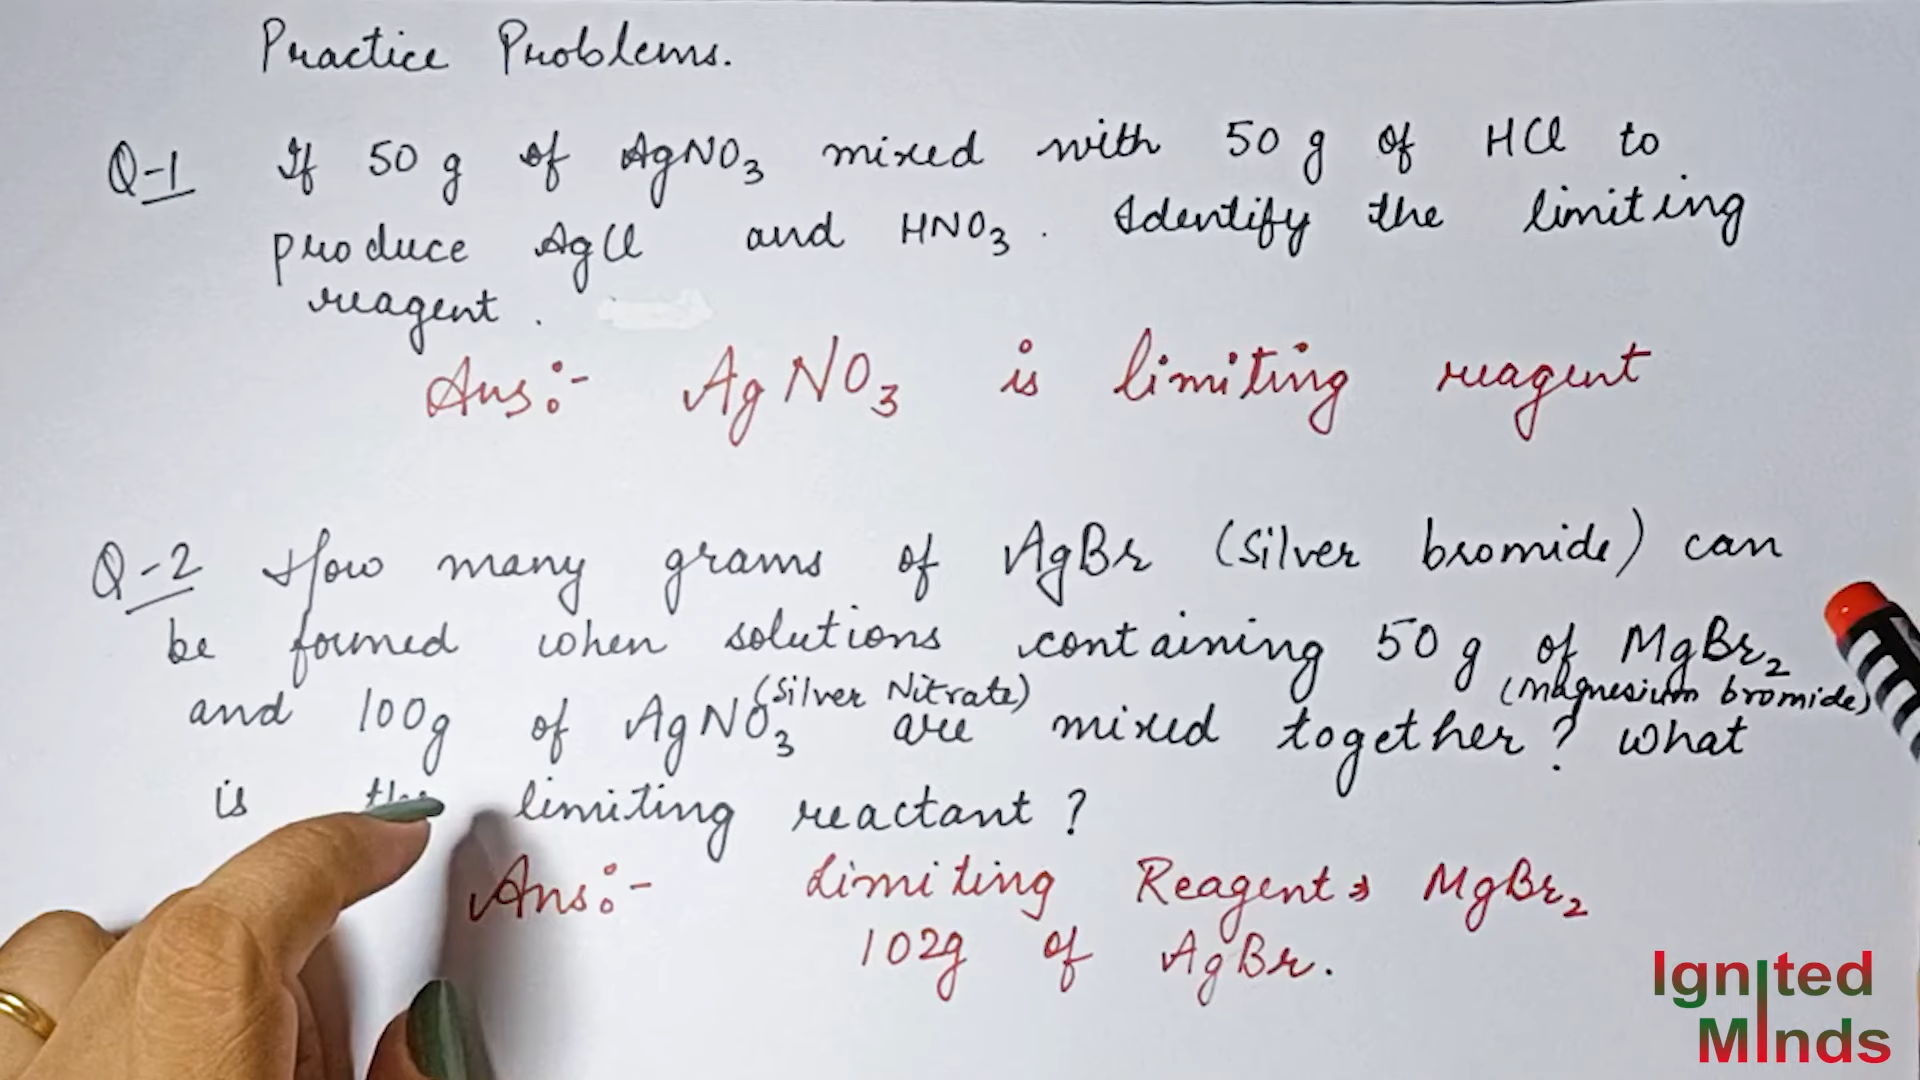 Practice Problems.
Q-1 If 50 g of AgNO3 mixed with 50 g of HCl to
produce AgCl and HNO3. Identify the limiting
reagent.
Ans:- AgNO3 is limiting reagent
Q-2 How many grams of AgBr (silver bromide) can
be formed when solutions containing 50 g of MgBr2
(Silver Nitrate) (Magnesium bromide)
and 100g of AgNO3 are mixed together? What
is the limiting reactant?
Ans:- Limiting Reagent → MgBr2
102g of AgBr.
Ignited
Minds